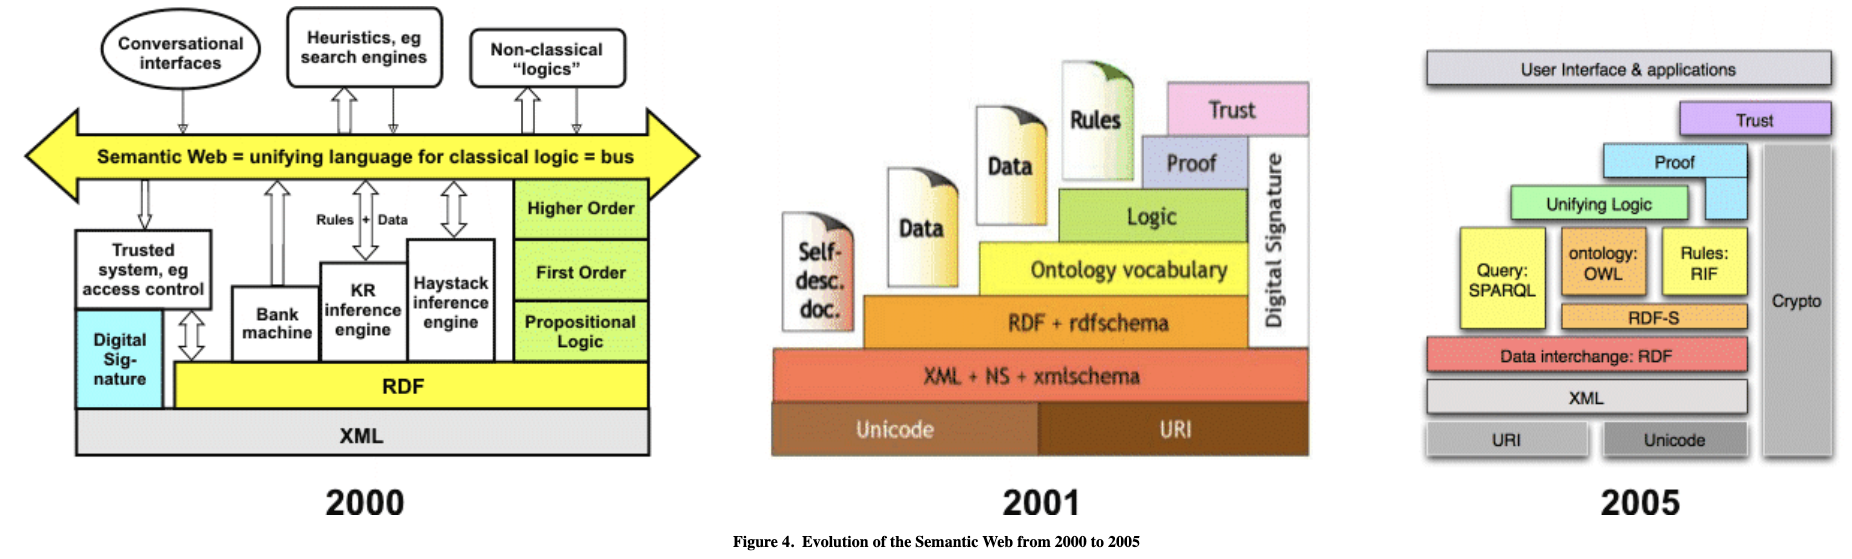 Conversational
interfaces
Heuristics, eg
search engines
Non-classical
“logics”
Semantic Web = unifying language for classical logic = bus
Rules + Data
Trusted
system, eg
access control
Digital
Sig-
nature
Bank
machine
KR
inference
engine
Haystack
inference
engine
Higher Order
First Order
Propositional
Logic
RDF
XML
2000
Self-
desc.
doc.
Data
Data
Rules
Trust
Proof
Logic
Digital Signature
Ontology vocabulary
RDF + rdfschema
XML + NS + xmlschema
Unicode
URI
2001
User Interface & applications
Trust
Proof
Unifying Logic
Query:
SPARQL
ontology:
OWL
Rules:
RIF
Crypto
RDF-S
Data interchange: RDF
XML
URI
Unicode
2005
Figure 4. Evolution of the Semantic Web from 2000 to 2005